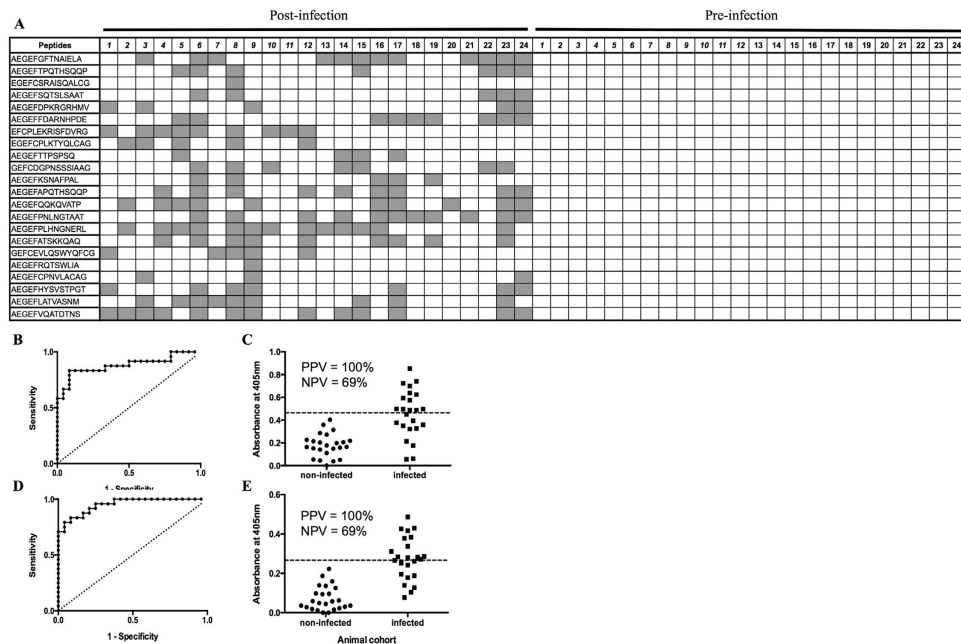 Post-infection Pre-infection
A
Peptides 1 2 3 4 5 6 7 8 9 10 11 12 13 14 15 16 17 18 19 20 21 22 23 24 1 2 3 4 5 6 7 8 9 10 11 12 13 14 15 16 17 18 19 20 21 22 23 24
AEGEFGFTNAIELA
AEGEFTPQTHSQQP
EGEFCSRAISQALCG
AEGEFSQTSLSAAT
AEGEFDPKRGRHMV
AEGEFFDARNHPDE
EFCPLEKRISFDVRG
EGEFCPLKTYQLCAG
AEGEFTTPSPSQ
GEFCDGPNSSSIAAG
AEGEFKSNAFPAL
AEGEFAPQTHSQQP
AEGEFQQKQVATP
AEGEFPNLNGTAAT
AEGEFPLHNGNERL
AEGEFATSKKQAQ
GEFCEVLQSWYQFCG
AEGEFRQTSWLIA
AEGEFCPNVLACAG
AEGEFHYSVSTPGT
AEGEFLATVASNM
AEGEFVQATDTNS
B
Sensitivity
1.0
0.5
0.0
0.0 0.5 1.0
1 - Specificity
C
Absorbance at 405nm
1.0
0.8
0.6
0.4
0.2
0.0
PPV = 100%
NPV = 69%
non-infected infected
D
Sensitivity
1.0
0.5
0.0
0.0 0.5 1.0
1 - Specificity
E
Absorbance at 405nm
0.6
0.4
0.2
0.0
PPV = 100%
NPV = 69%
non-infected infected
Animal cohort